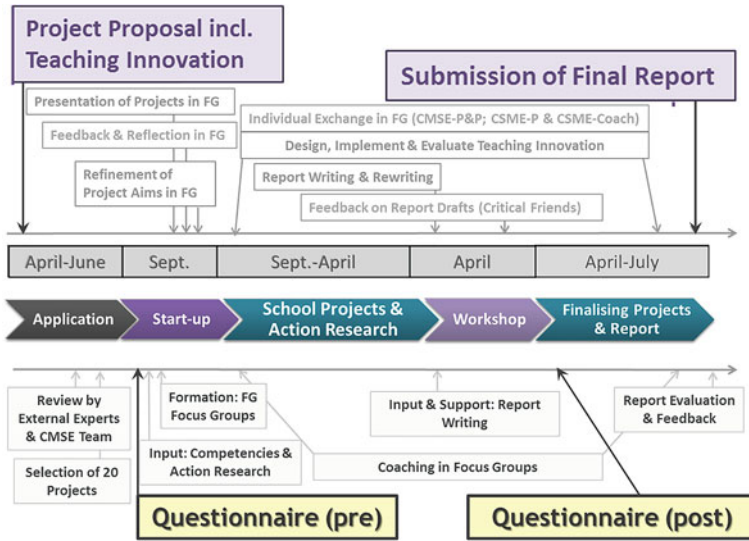 Project Proposal incl.
Teaching Innovation
Submission of Final Report
Presentation of Projects in FG
Feedback & Reflection in FG
Refinement of
Project Aims in FG
Individual Exchange in FG (CMSE-P&P; CSME-P & CSME-Coach)
Design, Implement & Evaluate Teaching Innovation
Report Writing & Rewriting
Feedback on Report Drafts (Critical Friends)
April-June
Sept.
Sept.-April
April
April-July
Application
Start-up
School Projects &
Action Research
Workshop
Finalising Projects
& Report
Review by
External Experts
& CMSE Team
Selection of 20
Projects
Formation: FG
Focus Groups
Input: Competencies &
Action Research
Input & Support: Report
Writing
Coaching in Focus Groups
Report Evaluation
& Feedback
Questionnaire (pre)
Questionnaire (post)